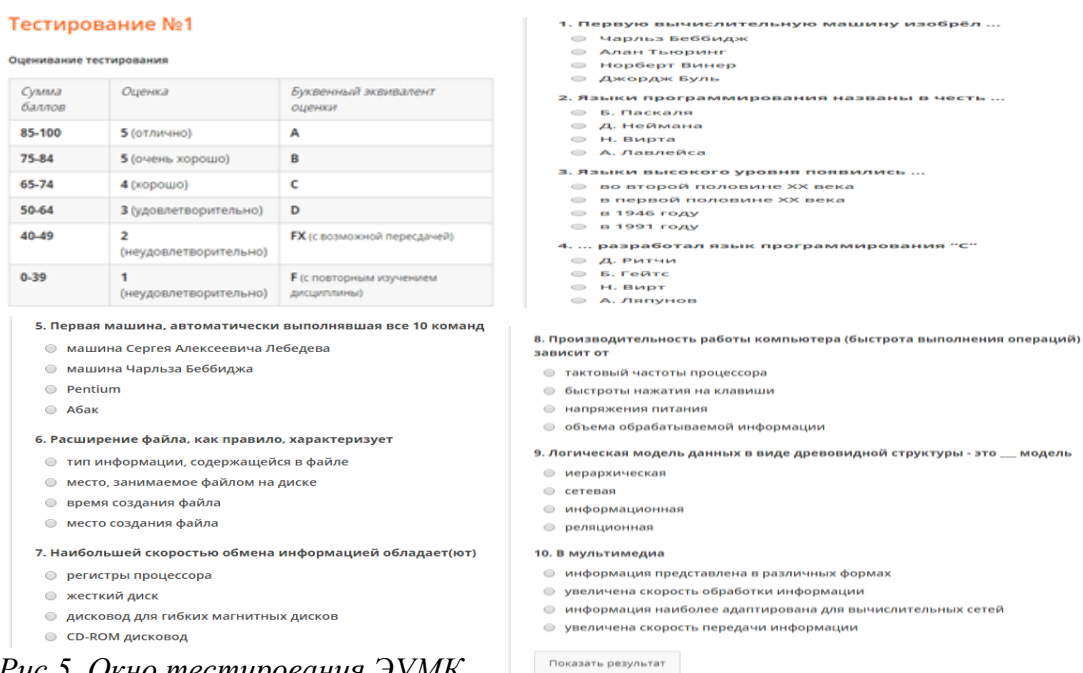 Тестирование №1
Оценивание тестирования
Сумма баллов Оценка Буквенный эквивалент оценки
85-100 5 (отлично) A
75-84 5 (очень хорошо) B
65-74 4 (хорошо) C
50-64 3 (удовлетворительно) D
40-49 2 (неудовлетворительно) FX (с возможной пересдачей)
0-39 1 (неудовлетворительно) F (с повторным изучением дисциплины)
1. Первую вычислительную машину изобрёл ...
Чарльз Беббидж
Алан Тьюринг
Норберт Винер
Джордж Буль
2. Языки программирования названы в честь ...
Б. Паскаля
Д. Неймана
Н. Вирта
А. Лавлейса
3. Языки высокого уровня появились ...
во второй половине XX века
в первой половине XX века
в 1946 году
в 1991 году
4. ... разработал язык программирования "С"
Д. Ритчи
Б. Гейтс
Н. Вирт
А. Ляпунов
5. Первая машина, автоматически выполнявшая все 10 команд
машина Сергея Алексеевича Лебедева
машина Чарльза Беббиджа
Pentium
Абак
6. Расширение файла, как правило, характеризует
тип информации, содержащейся в файле
место, занимаемое файлом на диске
время создания файла
место создания файла
7. Наибольшей скоростью обмена информацией обладает(ют)
регистры процессора
жесткий диск
дисковод для гибких магнитных дисков
CD-ROM дисковод
8. Производительность работы компьютера (быстрота выполнения операций)
зависит от
тактовый частоты процессора
быстроты нажатия на клавиши
напряжения питания
объема обрабатываемой информации
9. Логическая модель данных в виде древовидной структуры - это __ модель
иерархическая
сетевая
информационная
реляционная
10. В мультимедиа
информация представлена в различных формах
увеличена скорость обработки информации
информация наиболее адаптирована для вычислительных сетей
увеличена скорость передачи информации
Показать результат
Рис 5. Окно тестирования ЭУМК